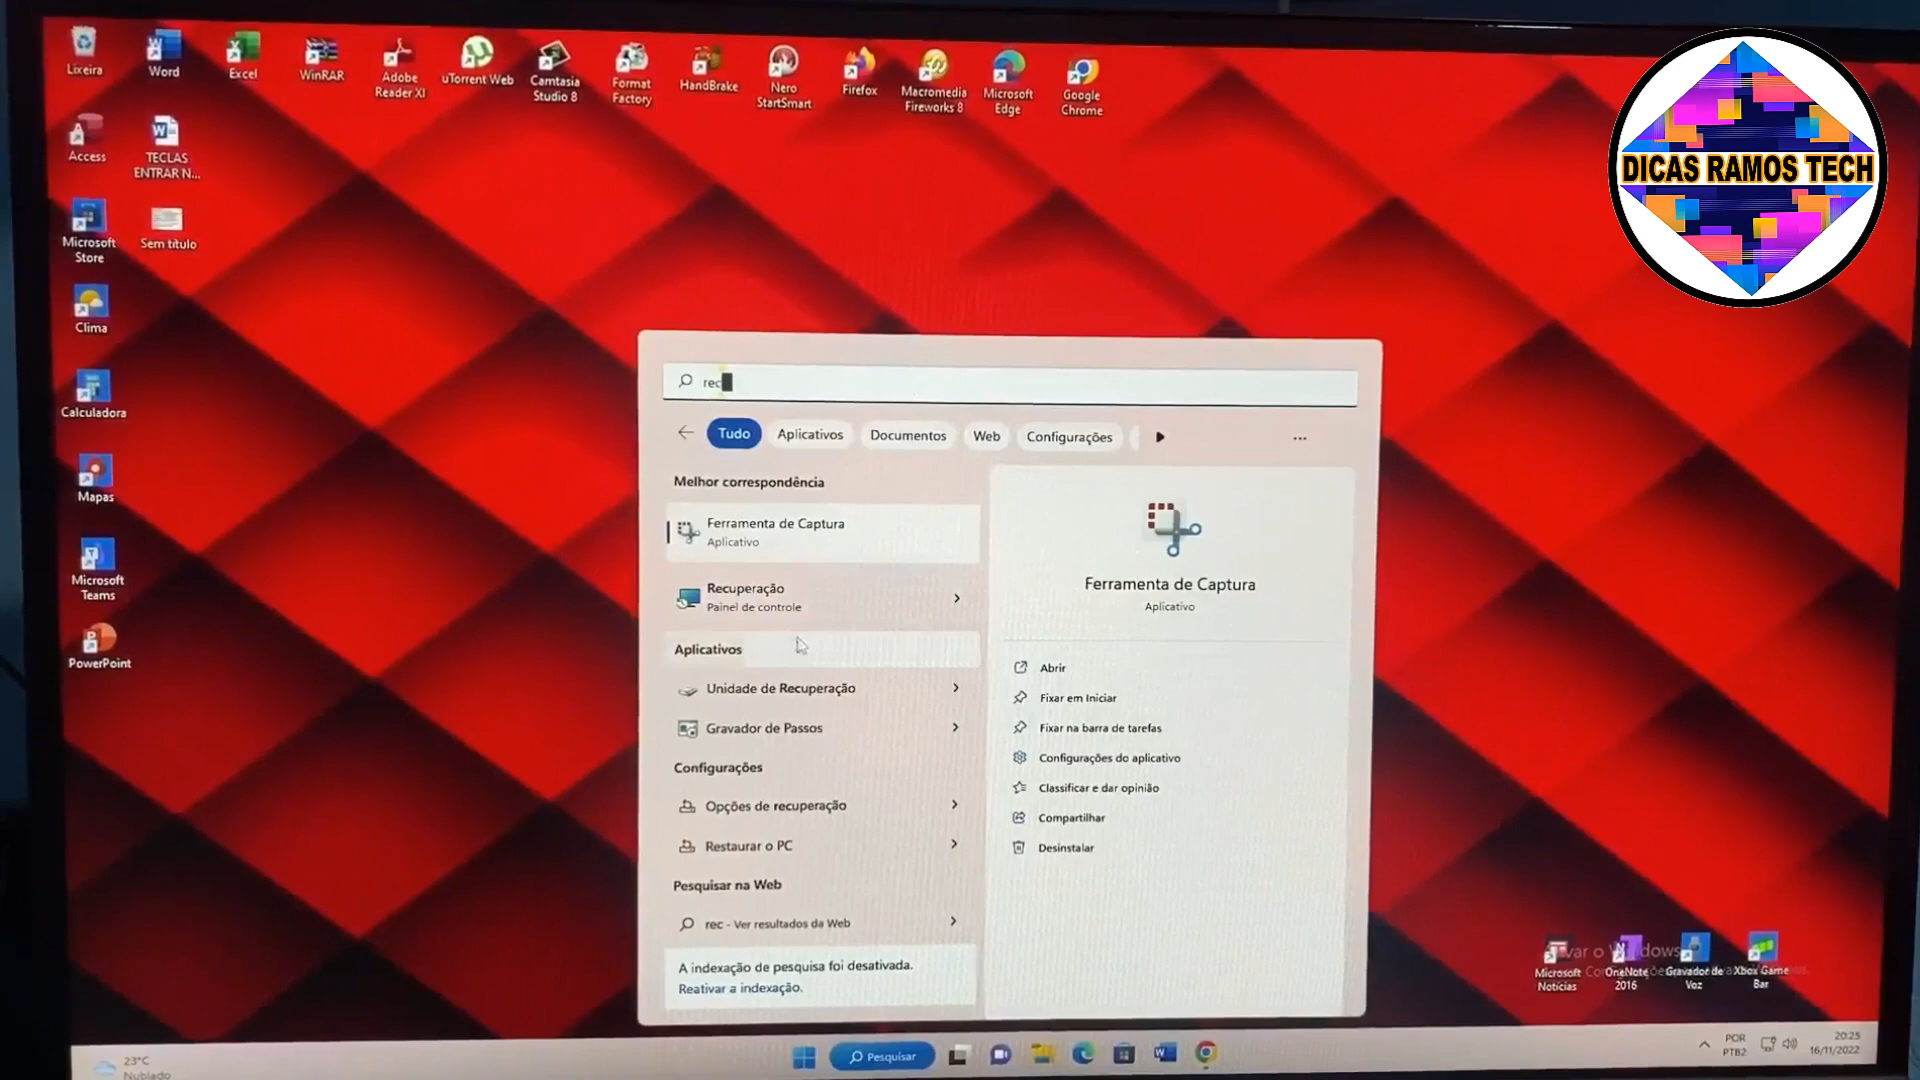 Lixeira
Word
Excel
WinRAR
Adobe
Reader XI
uTorrent Web
Camtasia
Studio 8
Format
Factory
HandBrake
Nero
StartSmart
Firefox
Macromedia
Fireworks 8
Microsoft
Edge
Google
Chrome
DICAS RAMOS TECH
Access
TECLAS
ENTRAR N...
Microsoft
Store
Sem título
Clima
Calculadora
Mapas
Microsoft
Teams
PowerPoint
rec
Tudo
Aplicativos
Documentos
Web
Configurações
...
Melhor correspondência
Ferramenta de Captura
Aplicativo
Recuperação
Painel de controle
Aplicativos
Unidade de Recuperação
Gravador de Passos
Configurações
Opções de recuperação
Restaurar o PC
Pesquisar na Web
rec - Ver resultados da Web
A indexação de pesquisa foi desativada.
Reativar a indexação.
Ferramenta de Captura
Aplicativo
Abrir
Fixar em Iniciar
Fixar na barra de tarefas
Configurações do aplicativo
Classificar e dar opinião
Compartilhar
Desinstalar
Microsoft
Notícias
OneNote
2016
Gravador de
Voz
Xbox Game
Bar
23°C
Nublado
Pesquisar
POR
PTB2
20:25
16/11/2022